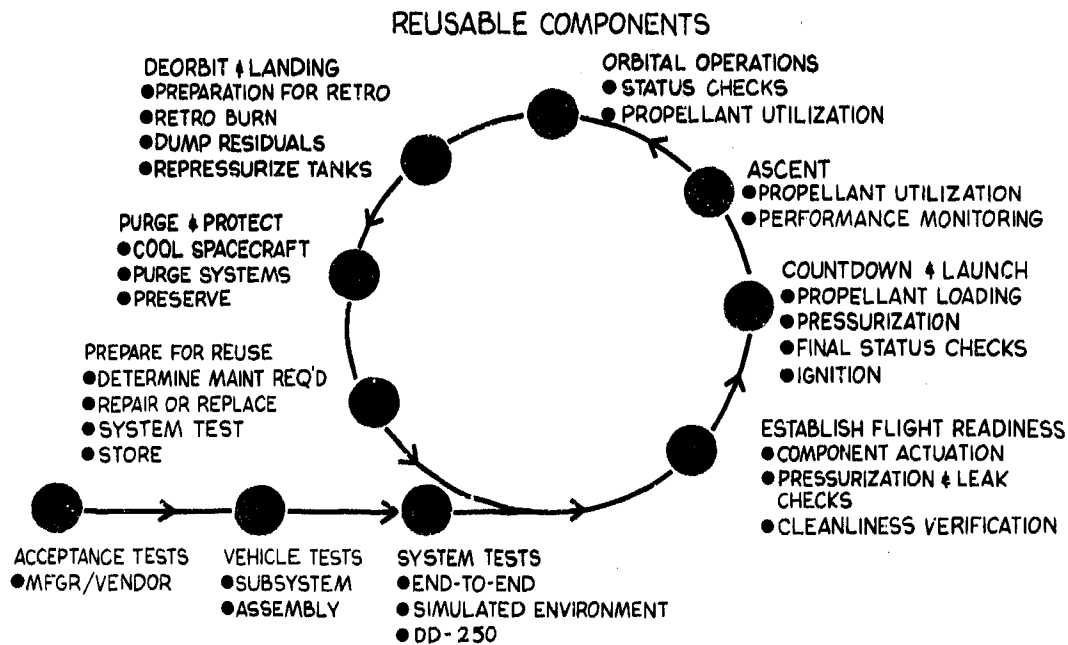 REUSABLE COMPONENTS
DEORBIT & LANDING
●PREPARATION FOR RETRO
●RETRO BURN
●DUMP RESIDUALS
●REPRESSURIZE TANKS
ORBITAL OPERATIONS
●STATUS CHECKS
●PROPELLANT UTILIZATION
ASCENT
●PROPELLANT UTILIZATION
●PERFORMANCE MONITORING
PURGE & PROTECT
●COOL SPACECRAFT
●PURGE SYSTEMS
●PRESERVE
COUNTDOWN & LAUNCH
●PROPELLANT LOADING
●PRESSURIZATION
●FINAL STATUS CHECKS
●IGNITION
PREPARE FOR REUSE
●DETERMINE MAINT REQ'D
●REPAIR OR REPLACE
●SYSTEM TEST
●STORE
ESTABLISH FLIGHT READINESS
●COMPONENT ACTUATION
●PRESSURIZATION & LEAK
CHECKS
●CLEANLINESS VERIFICATION
ACCEPTANCE TESTS
●MFGR/VENDOR
VEHICLE TESTS
●SUBSYSTEM
●ASSEMBLY
SYSTEM TESTS
●END-TO-END
●SIMULATED ENVIRONMENT
●DD-250